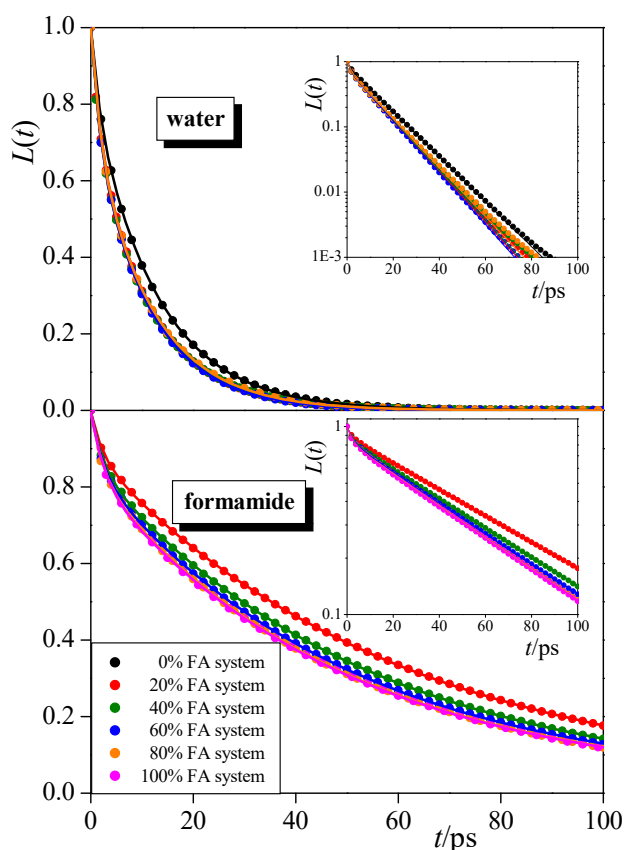 1.0
0.8
0.6
0.4
0.2
0.0
L(t)
water
1
0.1
0.01
1E-3
L(t)
0 20 40 60 80 100
t/ps
0.8
0.6
0.4
0.2
0.0
L(t)
formamide
1
0.1
L(t)
0 20 40 60 80 100
t/ps
0% FA system
20% FA system
40% FA system
60% FA system
80% FA system
100% FA system
0 20 40 60 80 100
t/ps